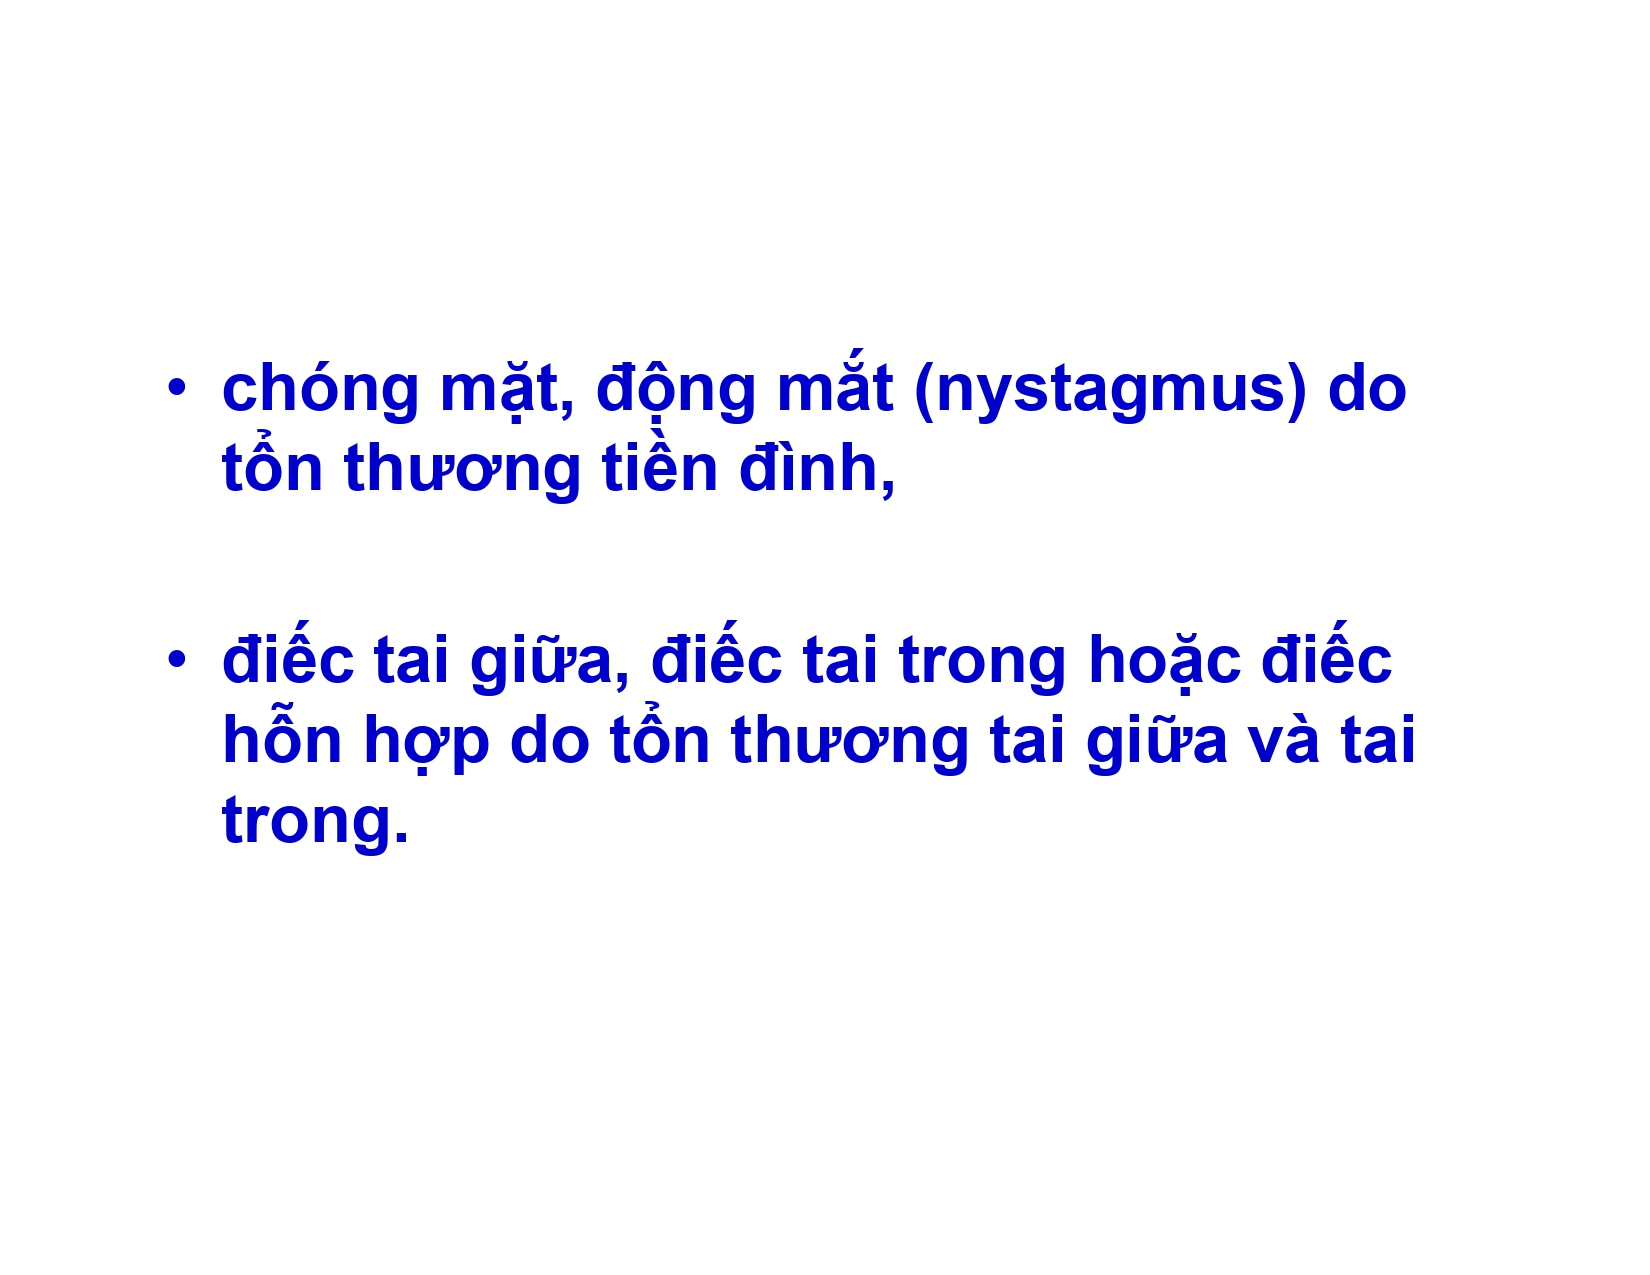 • chóng mặt, động mắt (nystagmus) do
tổn thương tiền đình,
• điếc tai giữa, điếc tai trong hoặc điếc
hỗn hợp do tổn thương tai giữa và tai
trong.